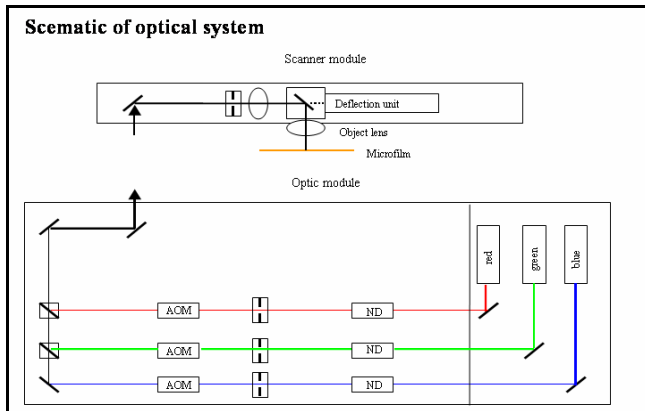 Scematic of optical system
Scanner module
Deflection unit
Object lens
Microfilm
Optic module
red
green
blue
AOM
ND
AOM
ND
AOM
ND